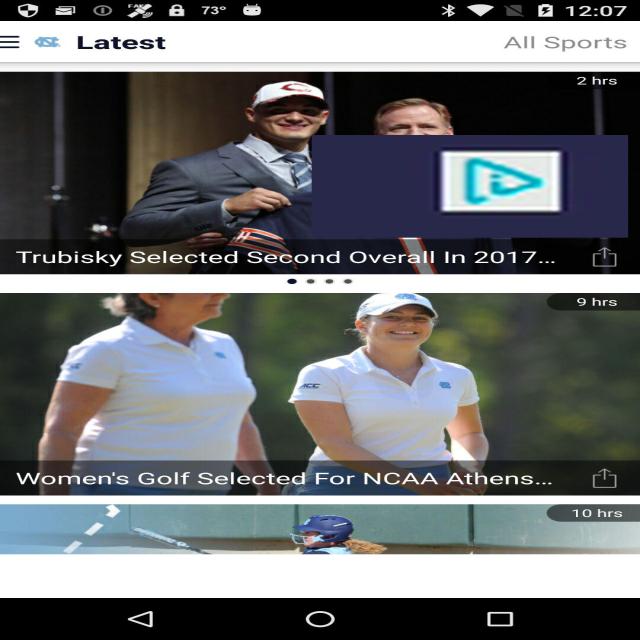 73°
12:07
Latest
All Sports
2 hrs
Trubisky Selected Second Overall In 2017...
9 hrs
ACC
Women's Golf Selected For NCAA Athens...
10 hrs